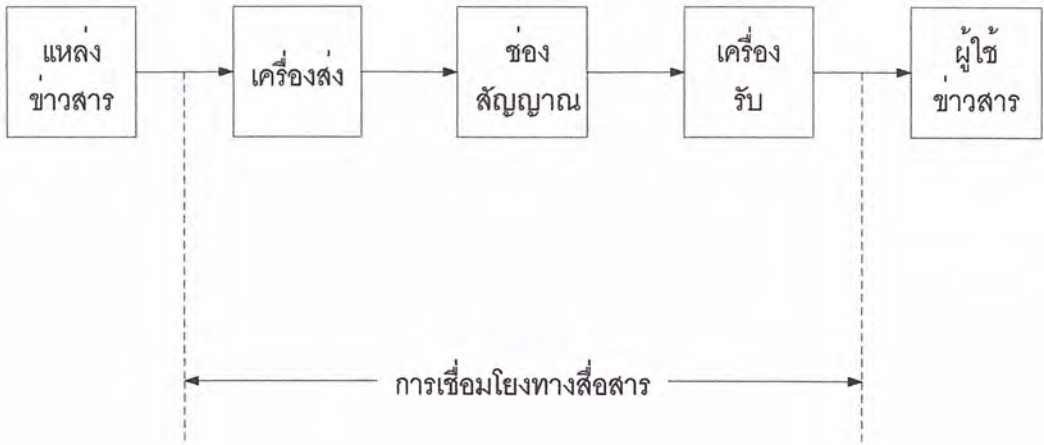 แหล่ง
ข่าวสาร
เครื่องส่ง
ช่อง
สัญญาณ
เครื่อง
รับ
ผู้ใช้
ข่าวสาร
การเชื่อมโยงทางสื่อสาร